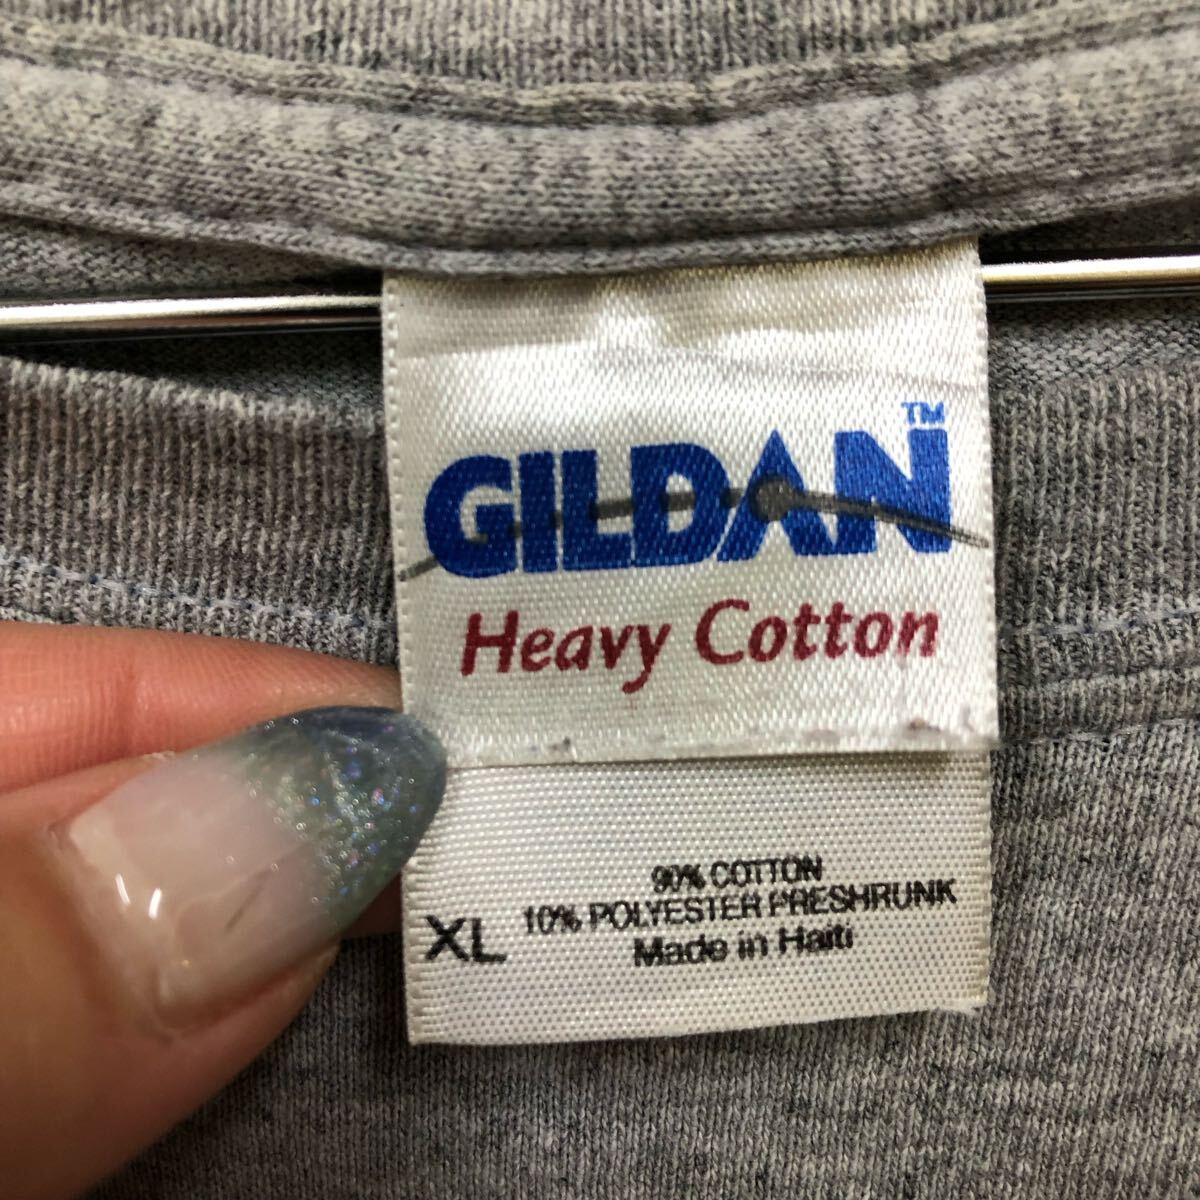 GILDAN™
Heavy Cotton
90% COTTON
10% POLYESTER PRESHRUNK
XL
Made in Haiti